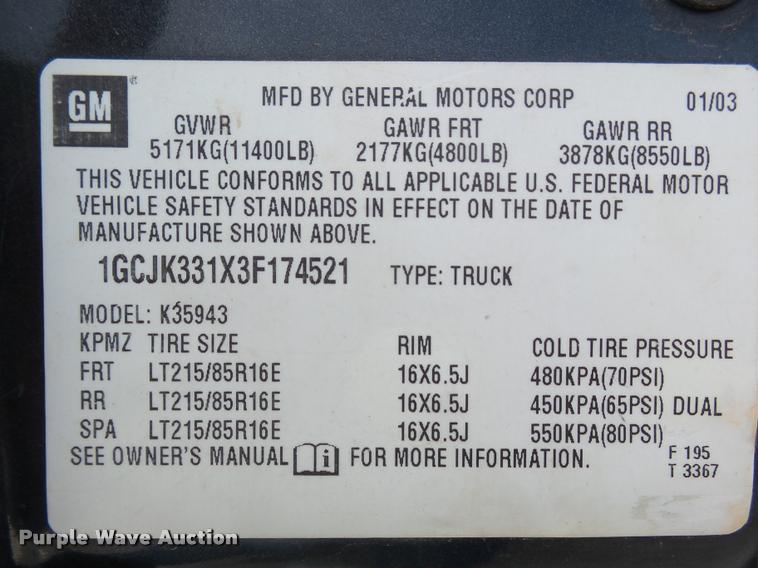 GM
MFD BY GENERAL MOTORS CORP 01/03
GVWR GAWR FRT GAWR RR
5171KG(11400LB) 2177KG(4800LB) 3878KG(8550LB)
THIS VEHICLE CONFORMS TO ALL APPLICABLE U.S. FEDERAL MOTOR
VEHICLE SAFETY STANDARDS IN EFFECT ON THE DATE OF
MANUFACTURE SHOWN ABOVE.
1GCJK331X3F174521 TYPE: TRUCK
MODEL: K35943
KPMZ TIRE SIZE RIM COLD TIRE PRESSURE
FRT LT215/85R16E 16X6.5J 480KPA(70PSI)
RR LT215/85R16E 16X6.5J 450KPA(65PSI) DUAL
SPA LT215/85R16E 16X6.5J 550KPA(80PSI)
SEE OWNER'S MANUAL i FOR MORE INFORMATION. F 195
T 3367
Purple Wave Auction